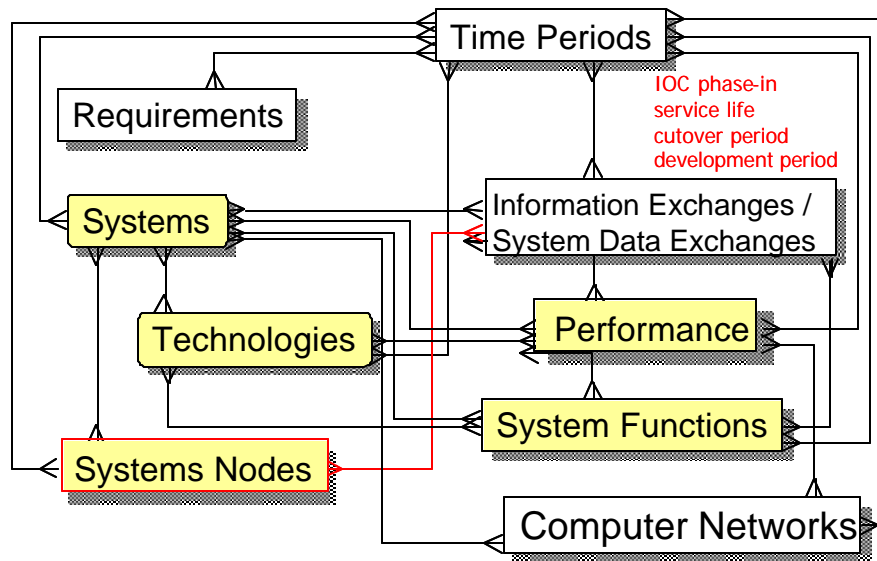 Time Periods
IOC phase-in
service life
cutover period
development period
Requirements
Systems
Information Exchanges /
System Data Exchanges
Technologies
Performance
System Functions
Systems Nodes
Computer Networks